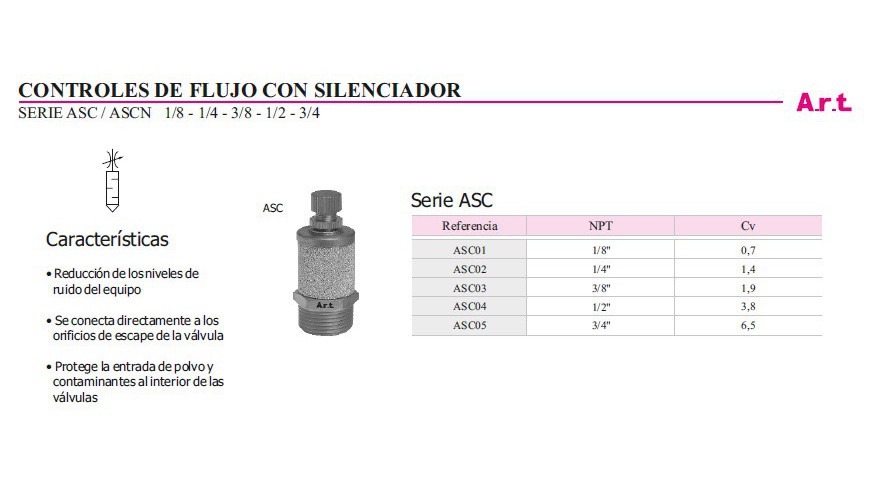 CONTROLES DE FLUJO CON SILENCIADOR
SERIE ASC / ASCN 1/8 - 1/4 - 3/8 - 1/2 - 3/4
A.r.t.
Características
• Reducción de los niveles de
ruido del equipo
• Se conecta directamente a los
orificios de escape de la válvula
• Protege la entrada de polvo y
contaminantes al interior de las
válvulas
ASC
A.r.t.
Serie ASC
Referencia NPT Cv
ASC01 1/8" 0,7
ASC02 1/4" 1,4
ASC03 3/8" 1,9
ASC04 1/2" 3,8
ASC05 3/4" 6,5